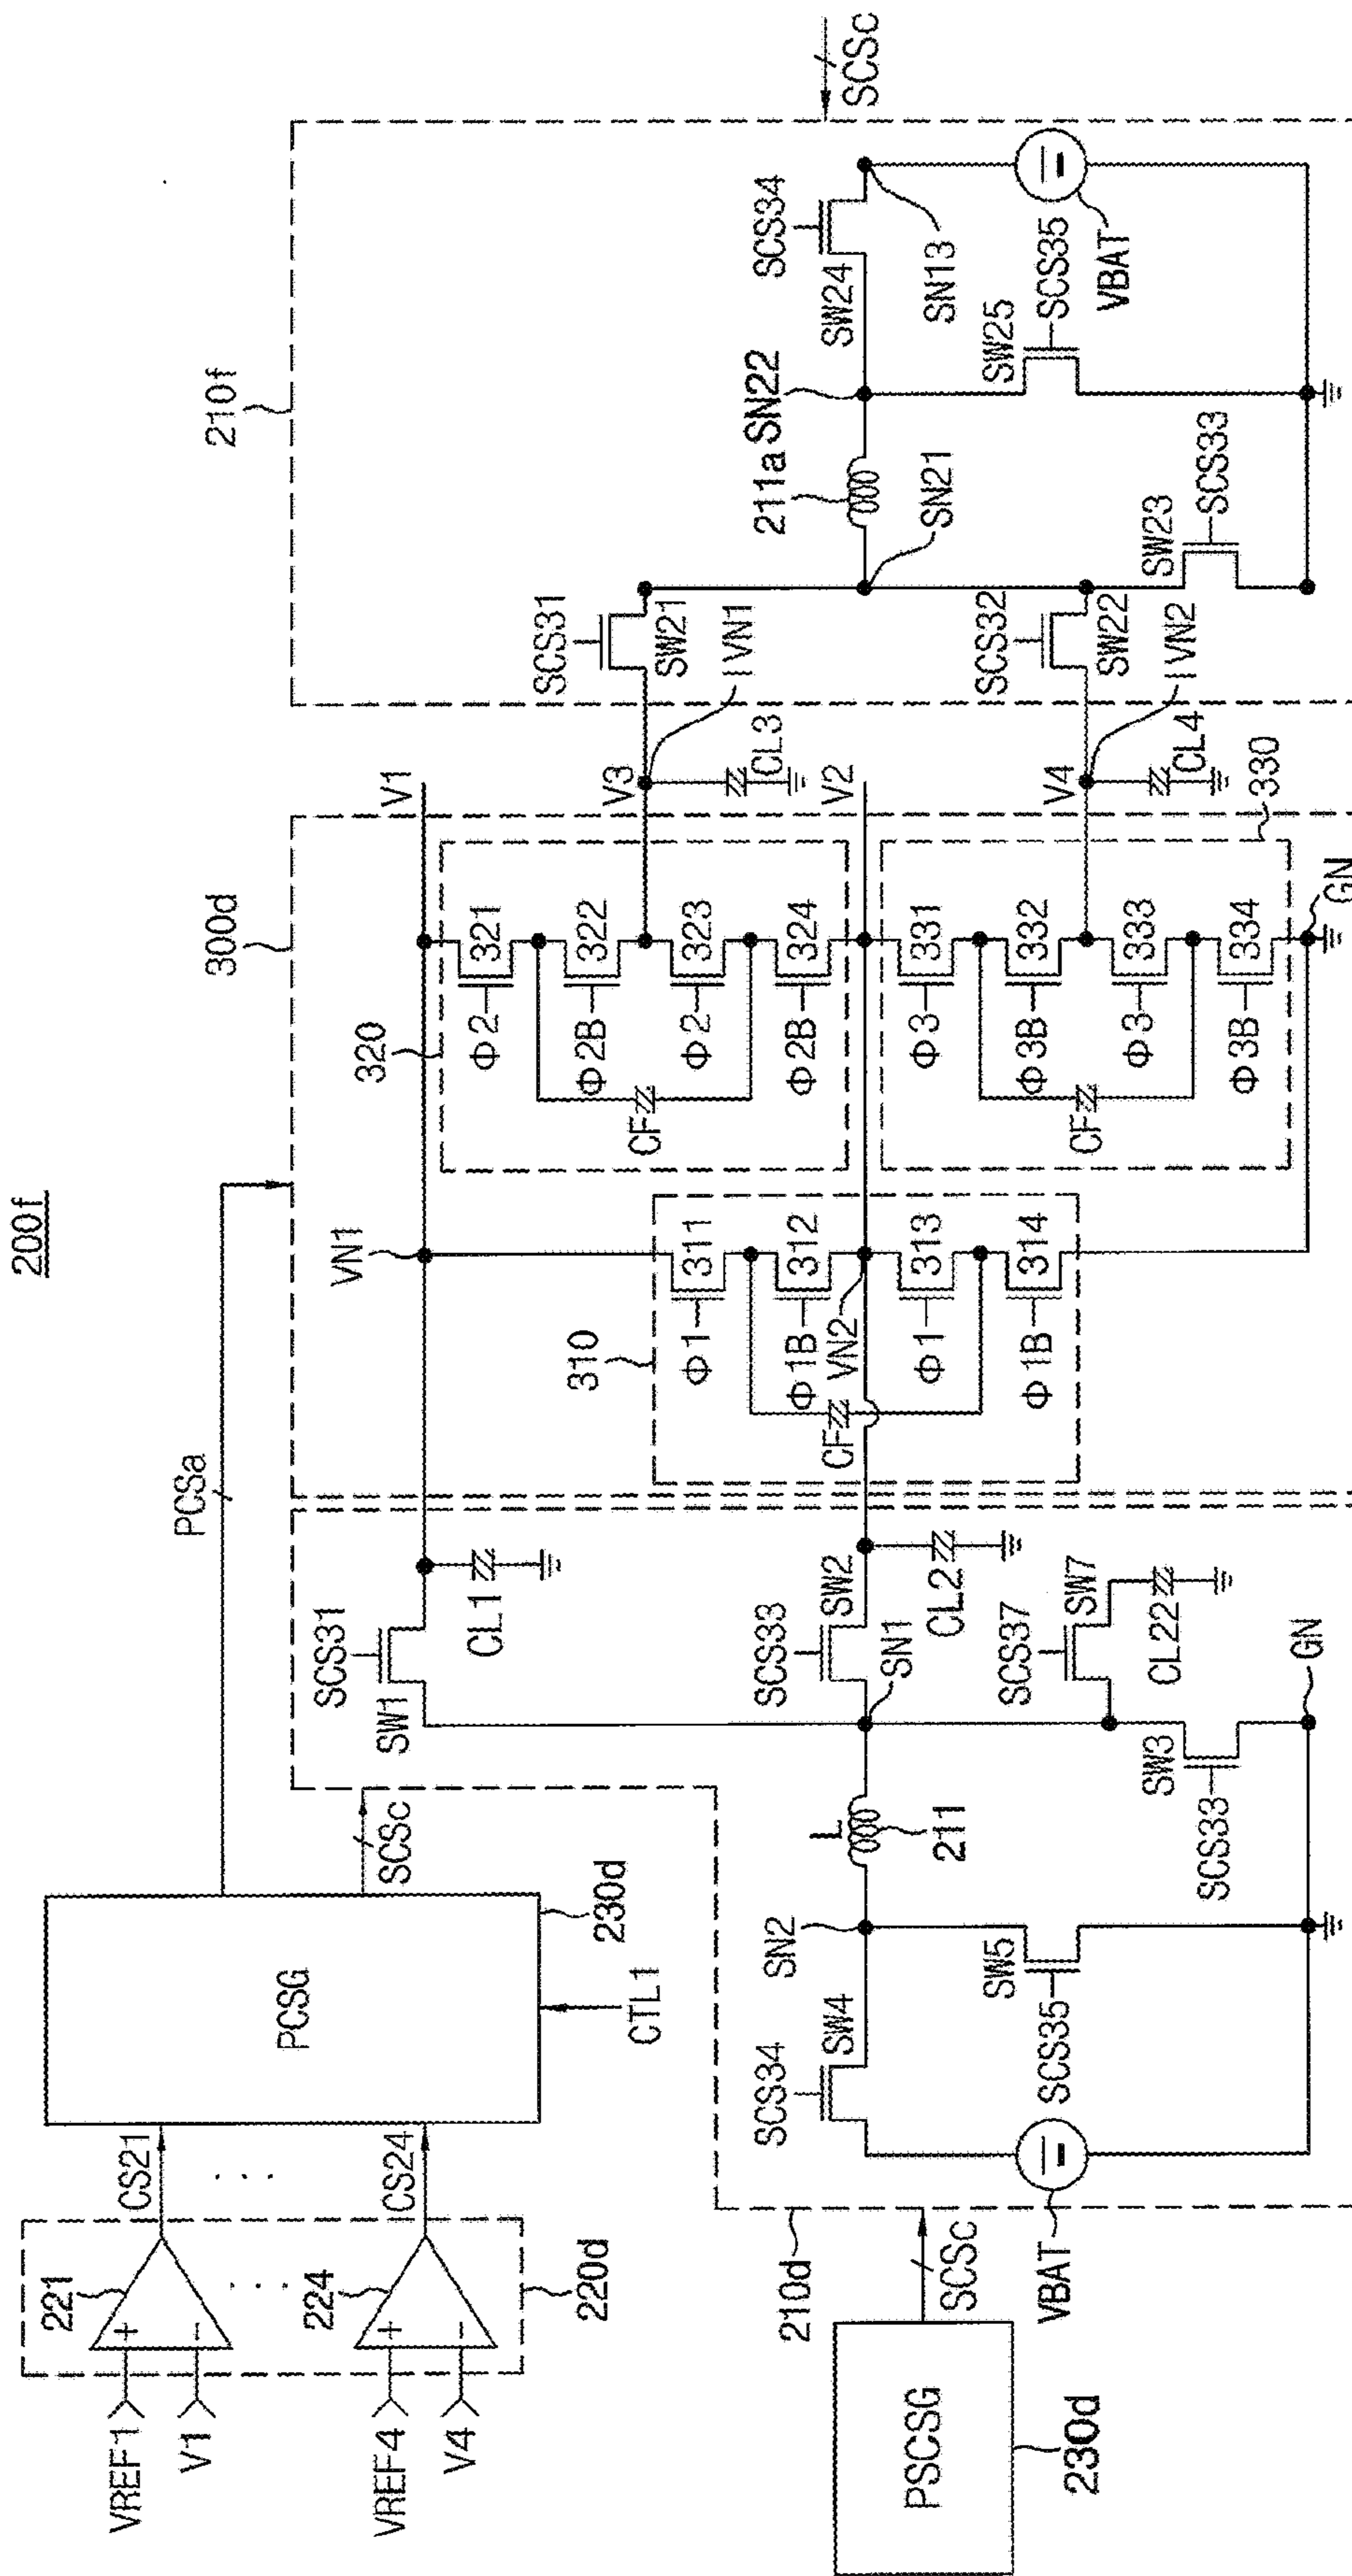 200f
VREF1
V1
VREF4
V4
221
224
220d
CS21
CS24
. . .
. . .
PCSG
230d
CTL1
SCSc
PCSa
PSCSG
230d
SCSc
210d
VBAT
SCS34
SW4
SN2
SW5
SCS35
L
211
SCS31
SW1
CL1
SCS33
SW2
SN1
CL2
SCS37
SW7
CL22
SW3
SCS33
GN
300d
VN1
310
Φ1
311
Φ1B
312
CF
VN2
Φ1
313
Φ1B
314
320
Φ2
321
Φ2B
322
CF
Φ2
323
Φ2B
324
Φ3
331
Φ3B
332
CF
Φ3
333
Φ3B
334
330
GN
V1
V3
CL3
V2
V4
CL4
210f
SCS31
SW21
IVN1
SCS32
SW22
IVN2
211a
SN22
SN21
SW23
SCS33
SCS34
SW24
SN13
SW25
SCS35
VBAT
SCSc